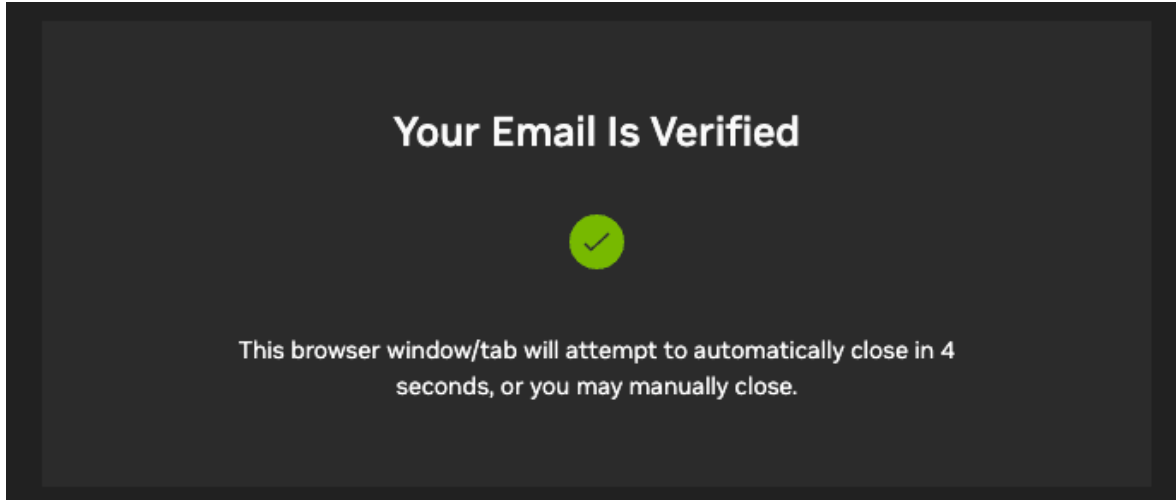 Your Email Is Verified
This browser window/tab will attempt to automatically close in 4
seconds, or you may manually close.